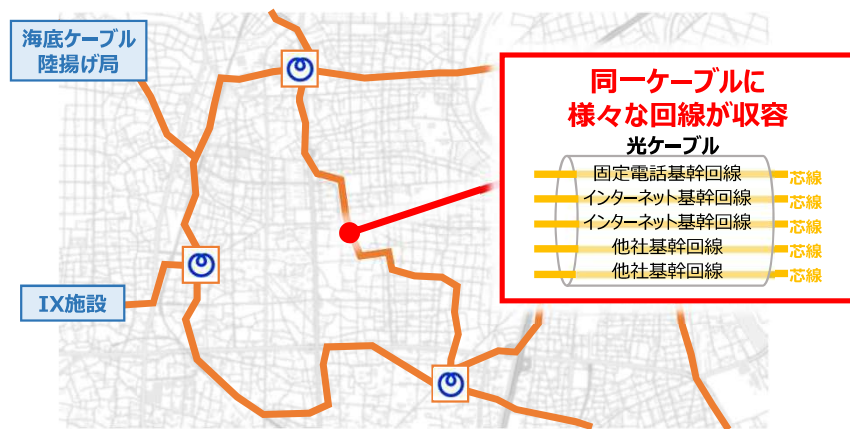 海底ケーブル
陸揚げ局
同一ケーブルに
様々な回線が収容
光ケーブル
固定電話基幹回線
芯線
インターネット基幹回線
芯線
インターネット基幹回線
芯線
他社基幹回線
芯線
他社基幹回線
芯線
IX施設